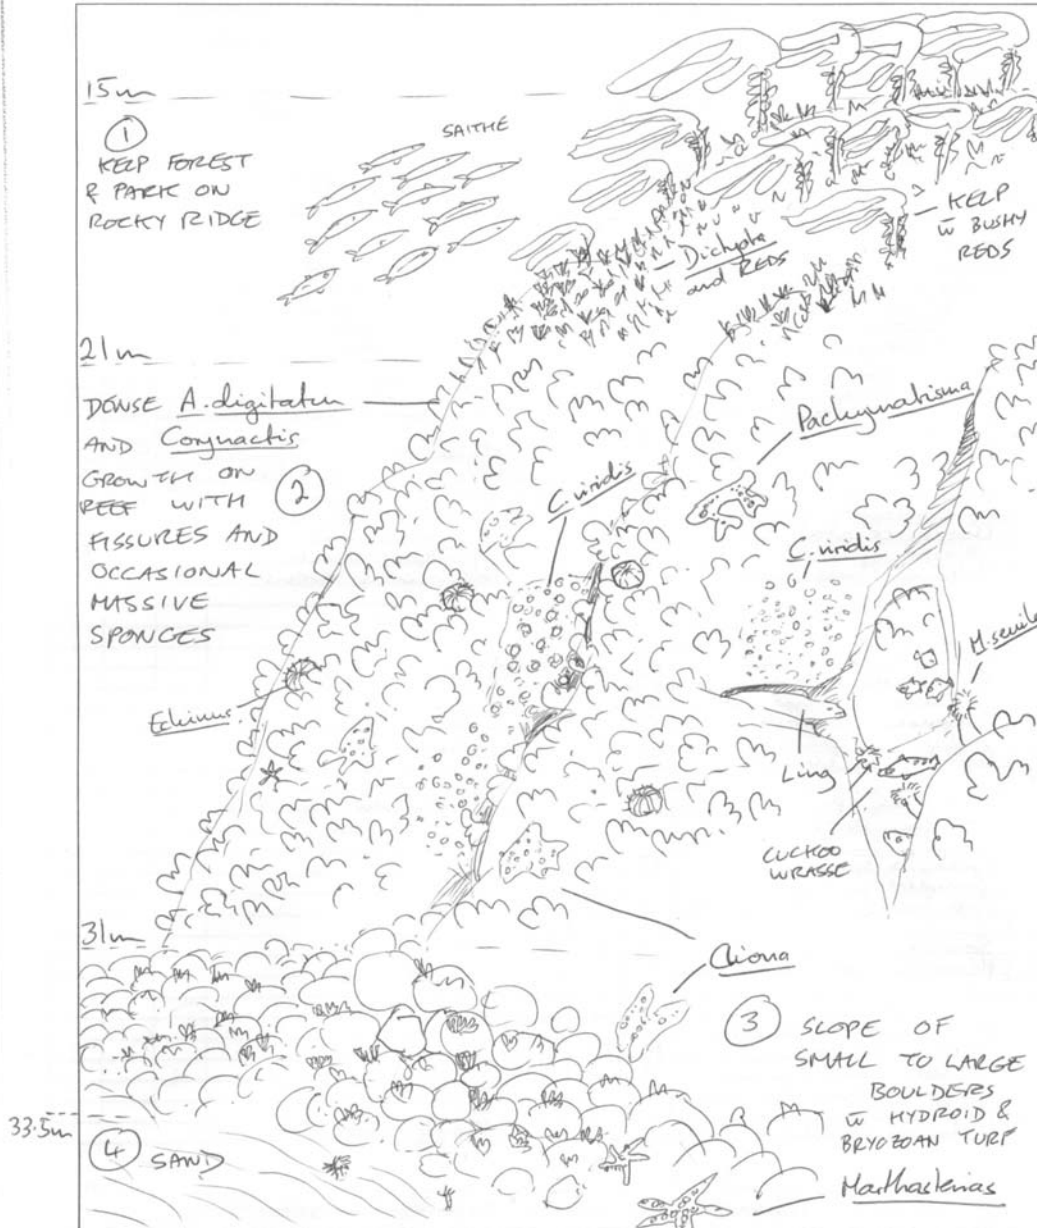 15m
①
KELP FOREST
& PARK ON
ROCKY RIDGE
SAITHE
KELP
w̄ BUSHY
REDS
Dictyota
and REDS
21m
DENSE A. digitatum
AND Corynactis
GROWTH ON
REEF WITH
②
FISSURES AND
OCCASIONAL
MASSIVE
SPONGES
Pachymatisma
C. viridis
C. viridis
M. senile
Echinus
Ling
CUCKOO
WRASSE
31m
Cliona
③ SLOPE OF
SMALL TO LARGE
BOULDERS
w̄ HYDROID &
BRYOZOAN TURF
33.5m
④ SAND
Marthasterias